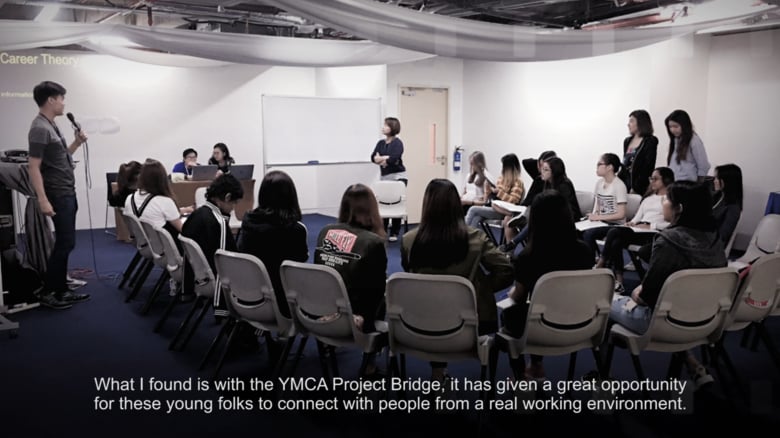 Career Theory
information
What I found is with the YMCA Project Bridge, it has given a great opportunity
for these young folks to connect with people from a real working environment.